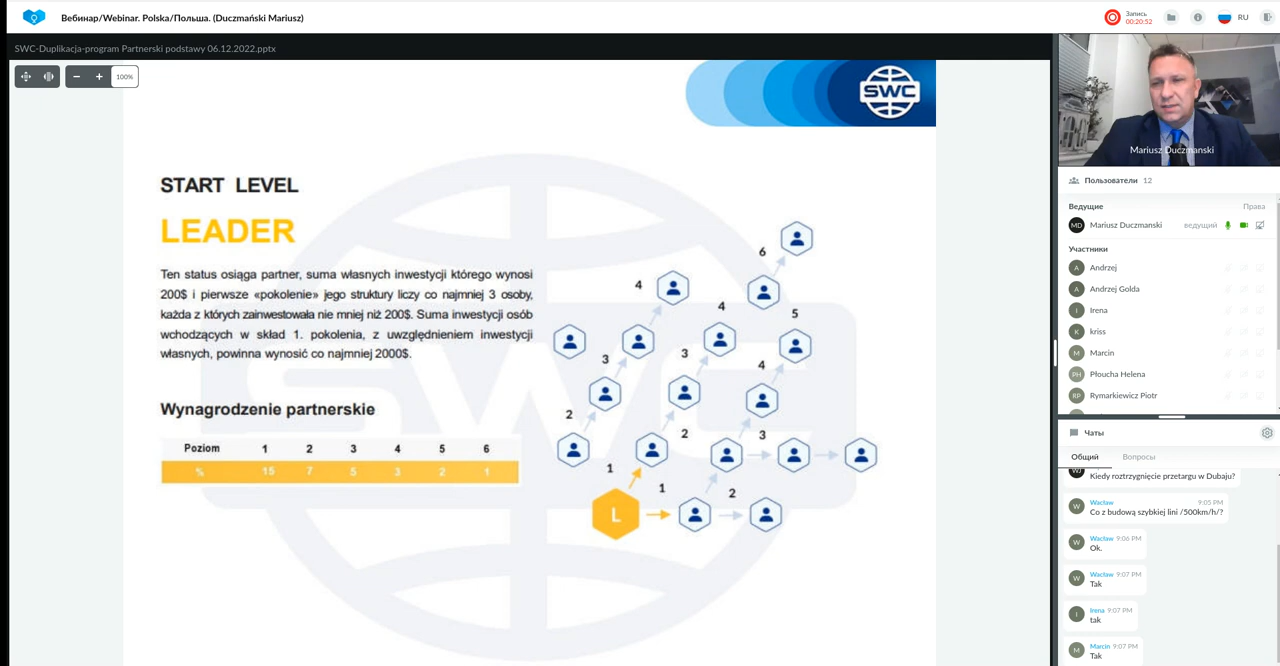 Вебинар/Webinar. Polska/Польша. (Duczmański Mariusz)
Запись
00:20:52
RU
SWC-Duplikacja-program Partnerski podstawy 06.12.2022.pptx
100%
SWC
START LEVEL
LEADER
Ten status osiąga partner, suma własnych inwestycji którego wynosi
200$ i pierwsze «pokolenie» jego struktury liczy co najmniej 3 osoby,
każda z których zainwestowała nie mniej niż 200$. Suma inwestycji osób
wchodzących w skład 1. pokolenia, z uwzględnieniem inwestycji
własnych, powinna wynosić co najmniej 2000$.
Wynagrodzenie partnerskie
Poziom 1 2 3 4 5 6
% 15 7 5 3 2 1
6
4
4
5
3
3
4
2
2
3
1
1
2
L
Mariusz Duczmanski
Пользователи 12
Ведущие Права
MD Mariusz Duczmanski ведущий
Участники
A Andrzej
A Andrzej Golda
I Irena
K kriss
M Marcin
PH Płoucha Helena
RP Rymarkiewicz Piotr
Чаты
Общий Вопросы
Kiedy roztrzygnięcie przetargu w Dubaju?
W Wacław 9:05 PM
Co z budową szybkiej lini /500km/h/?
W Wacław 9:06 PM
Ok.
W Wacław 9:07 PM
Tak
I Irena 9:07 PM
tak
M Marcin 9:07 PM
Tak